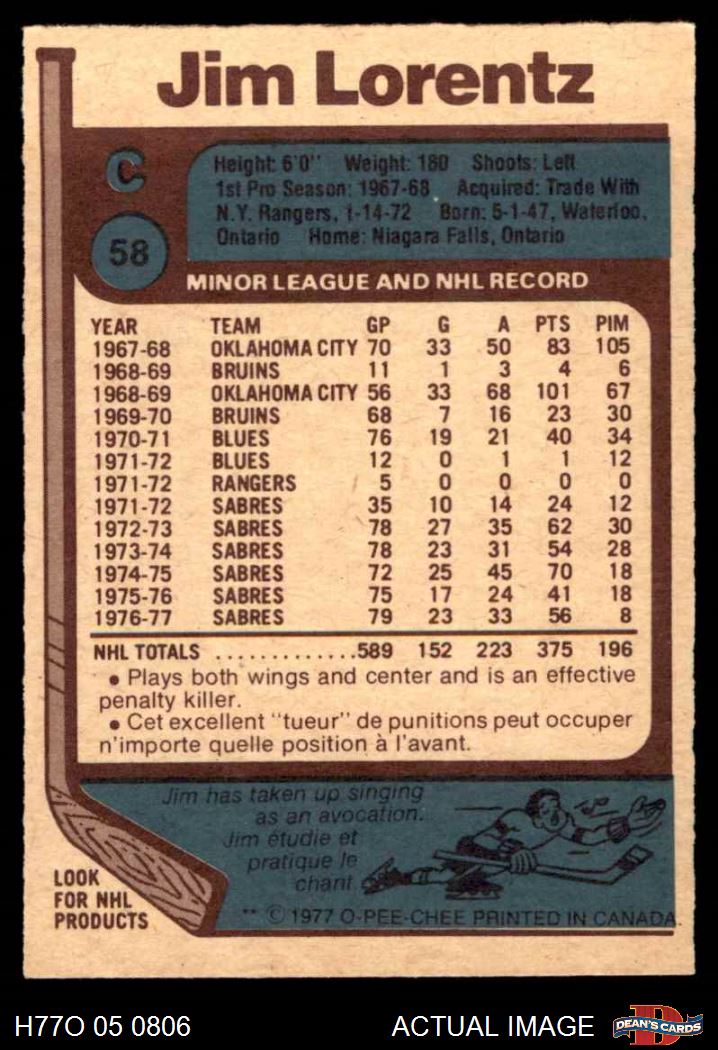 Jim Lorentz
C
Height: 6'0" Weight: 180 Shoots: Left
1st Pro Season: 1967-68 Acquired: Trade With
N.Y. Rangers, 1-14-72 Born: 5-1-47, Waterloo,
Ontario Home: Niagara Falls, Ontario
58
MINOR LEAGUE AND NHL RECORD
YEAR TEAM GP G A PTS PIM
1967-68 OKLAHOMA CITY 70 33 50 83 105
1968-69 BRUINS 11 1 3 4 6
1968-69 OKLAHOMA CITY 56 33 68 101 67
1969-70 BRUINS 68 7 16 23 30
1970-71 BLUES 76 19 21 40 34
1971-72 BLUES 12 0 1 1 12
1971-72 RANGERS 5 0 0 0 0
1971-72 SABRES 35 10 14 24 12
1972-73 SABRES 78 27 35 62 30
1973-74 SABRES 78 23 31 54 28
1974-75 SABRES 72 25 45 70 18
1975-76 SABRES 75 17 24 41 18
1976-77 SABRES 79 23 33 56 8
NHL TOTALS .............589 152 223 375 196
• Plays both wings and center and is an effective
penalty killer.
• Cet excellent "tueur" de punitions peut occuper
n'importe quelle position à l'avant.
Jim has taken up singing
as an avocation.
Jim étudie et
pratique le
chant.
LOOK
FOR NHL
PRODUCTS
** © 1977 O-PEE-CHEE PRINTED IN CANADA.
H77O 05 0806 ACTUAL IMAGE DEAN'S CARDS